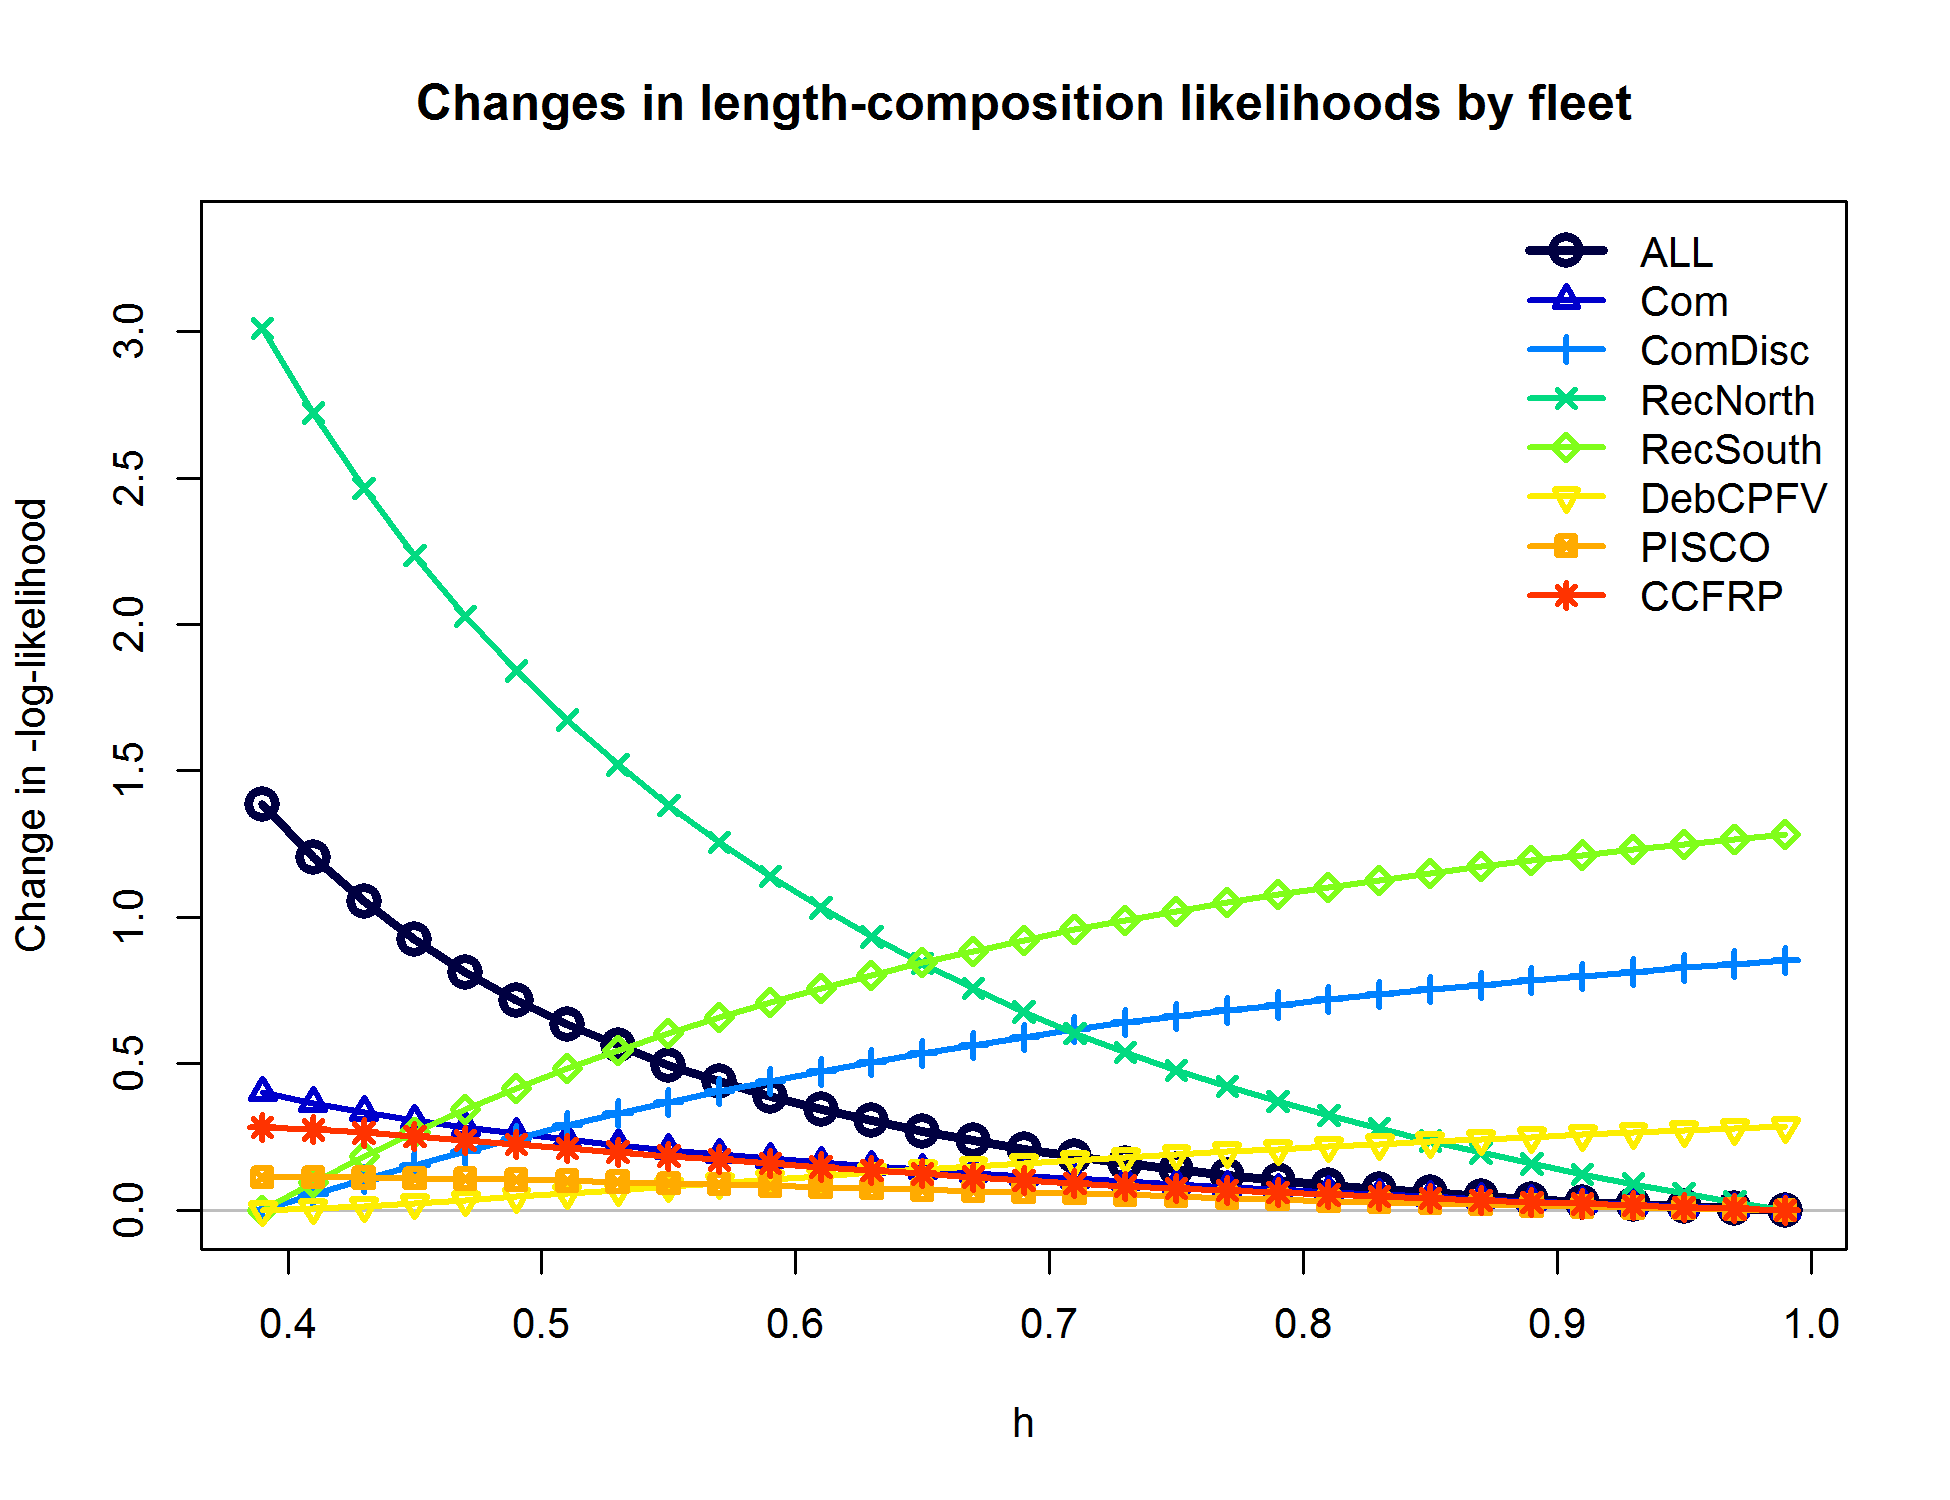 Changes in length-composition likelihoods by fleet
Change in -log-likelihood
3.0
2.5
2.0
1.5
1.0
0.5
0.0
ALL
Com
ComDisc
RecNorth
RecSouth
DebCPFV
PISCO
CCFRP
0.4 0.5 0.6 0.7 0.8 0.9 1.0
h